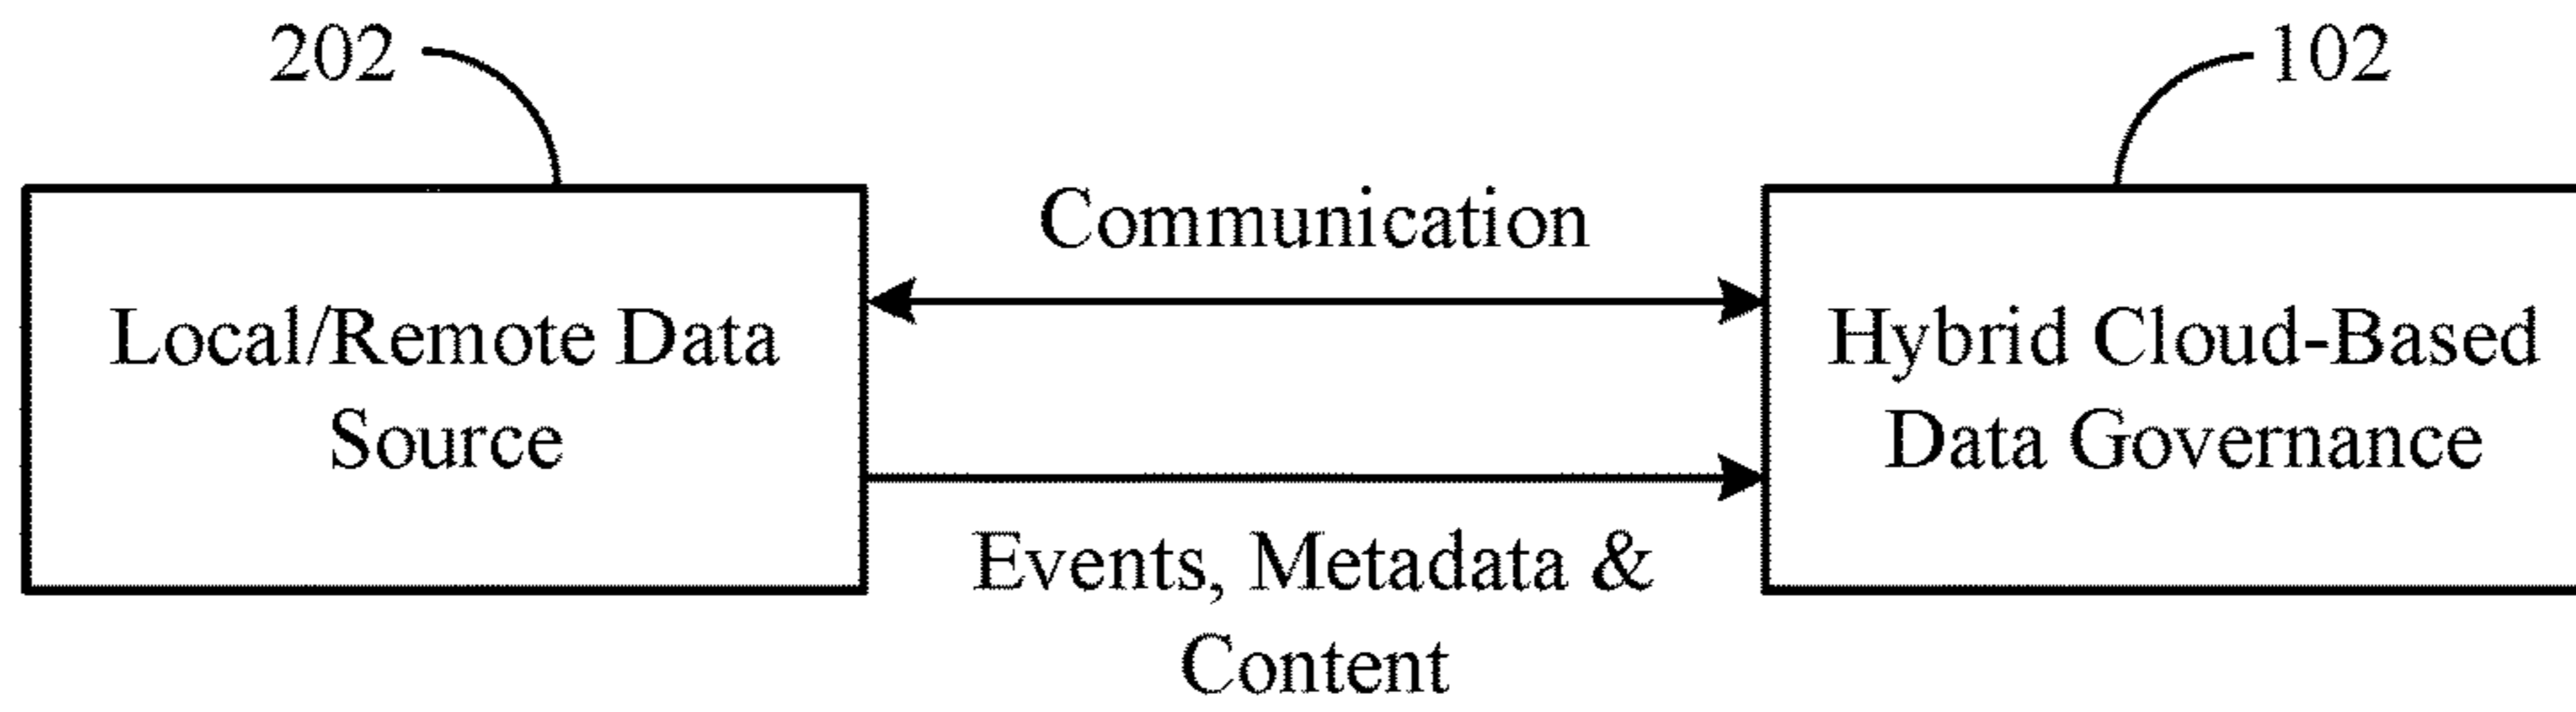 202
102
Communication
Local/Remote Data
Source
Hybrid Cloud-Based
Data Governance
Events, Metadata &
Content